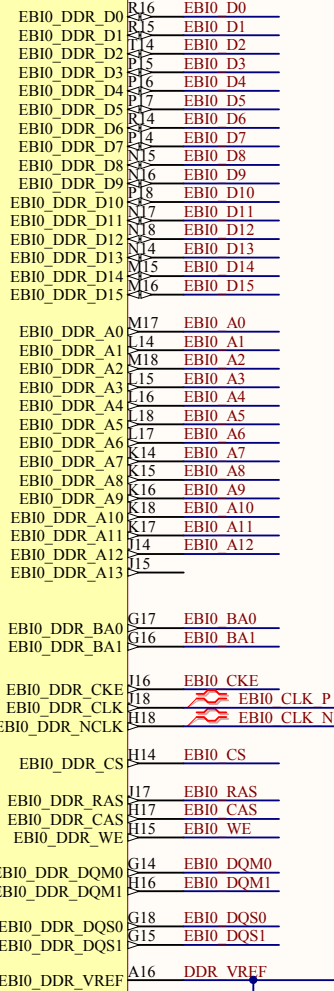 EBI0_DDR_D0 R16 EBI0_D0
EBI0_DDR_D1 R15 EBI0_D1
EBI0_DDR_D2 T14 EBI0_D2
EBI0_DDR_D3 P15 EBI0_D3
EBI0_DDR_D4 P16 EBI0_D4
EBI0_DDR_D5 P17 EBI0_D5
EBI0_DDR_D6 R14 EBI0_D6
EBI0_DDR_D7 P14 EBI0_D7
EBI0_DDR_D8 N15 EBI0_D8
EBI0_DDR_D9 N16 EBI0_D9
EBI0_DDR_D10 P18 EBI0_D10
EBI0_DDR_D11 N17 EBI0_D11
EBI0_DDR_D12 N18 EBI0_D12
EBI0_DDR_D13 N14 EBI0_D13
EBI0_DDR_D14 M15 EBI0_D14
EBI0_DDR_D15 M16 EBI0_D15
EBI0_DDR_A0 M17 EBI0_A0
EBI0_DDR_A1 L14 EBI0_A1
EBI0_DDR_A2 M18 EBI0_A2
EBI0_DDR_A3 L15 EBI0_A3
EBI0_DDR_A4 L16 EBI0_A4
EBI0_DDR_A5 L18 EBI0_A5
EBI0_DDR_A6 L17 EBI0_A6
EBI0_DDR_A7 K14 EBI0_A7
EBI0_DDR_A8 K15 EBI0_A8
EBI0_DDR_A9 K16 EBI0_A9
EBI0_DDR_A10 K18 EBI0_A10
EBI0_DDR_A11 K17 EBI0_A11
EBI0_DDR_A12 J14 EBI0_A12
EBI0_DDR_A13 J15
EBI0_DDR_BA0 G17 EBI0_BA0
EBI0_DDR_BA1 G16 EBI0_BA1
EBI0_DDR_CKE J16 EBI0_CKE
EBI0_DDR_CLK J18 EBI0_CLK_P
EBI0_DDR_NCLK H18 EBI0_CLK_N
EBI0_DDR_CS H14 EBI0_CS
EBI0_DDR_RAS J17 EBI0_RAS
EBI0_DDR_CAS H17 EBI0_CAS
EBI0_DDR_WE H15 EBI0_WE
EBI0_DDR_DQM0 G14 EBI0_DQM0
EBI0_DDR_DQM1 H16 EBI0_DQM1
EBI0_DDR_DQS0 G18 EBI0_DQS0
EBI0_DDR_DQS1 G15 EBI0_DQS1
EBI0_DDR_VREF A16 DDR_VREF